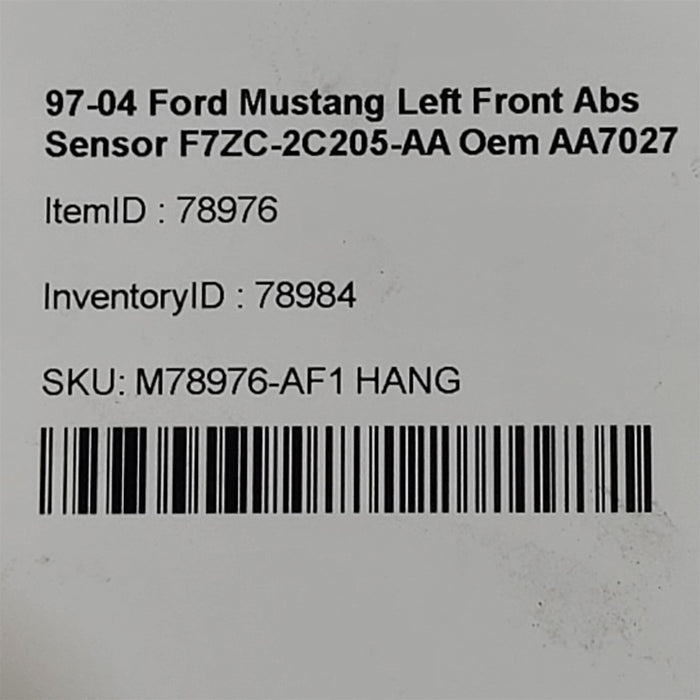 97-04 Ford Mustang Left Front Abs
Sensor F7ZC-2C205-AA Oem AA7027
ItemID : 78976
InventoryID : 78984
SKU: M78976-AF1 HANG